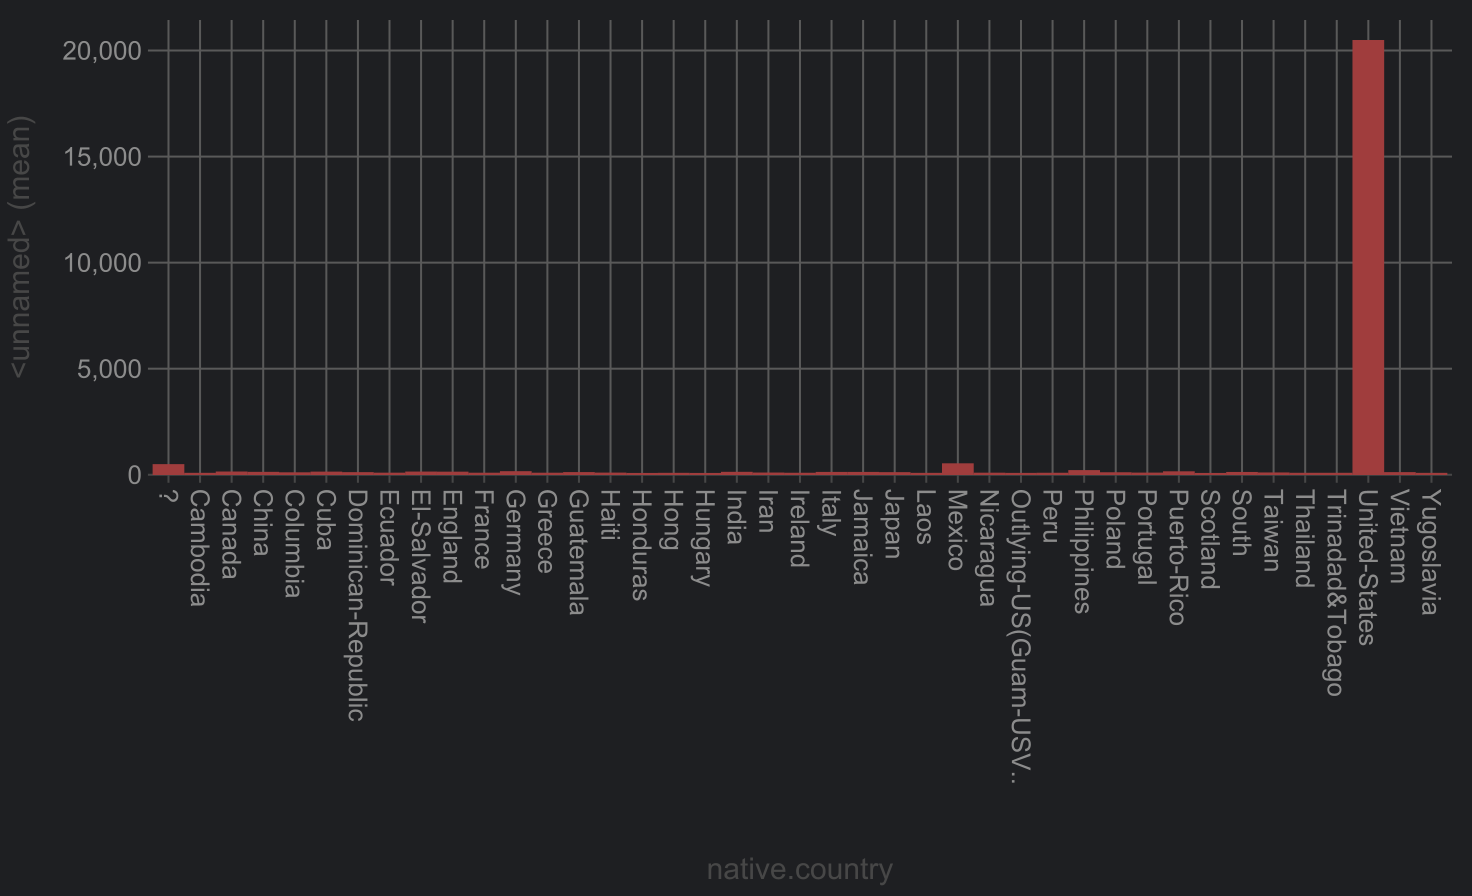 20,000
15,000
10,000
5,000
0
<unnamed> (mean)
?
Cambodia
Canada
China
Columbia
Cuba
Dominican-Republic
Ecuador
El-Salvador
England
France
Germany
Greece
Guatemala
Haiti
Honduras
Hong
Hungary
India
Iran
Ireland
Italy
Jamaica
Japan
Laos
Mexico
Nicaragua
Outlying-US(Guam-USV..
Peru
Philippines
Poland
Portugal
Puerto-Rico
Scotland
South
Taiwan
Thailand
Trinadad&Tobago
United-States
Vietnam
Yugoslavia
native.country